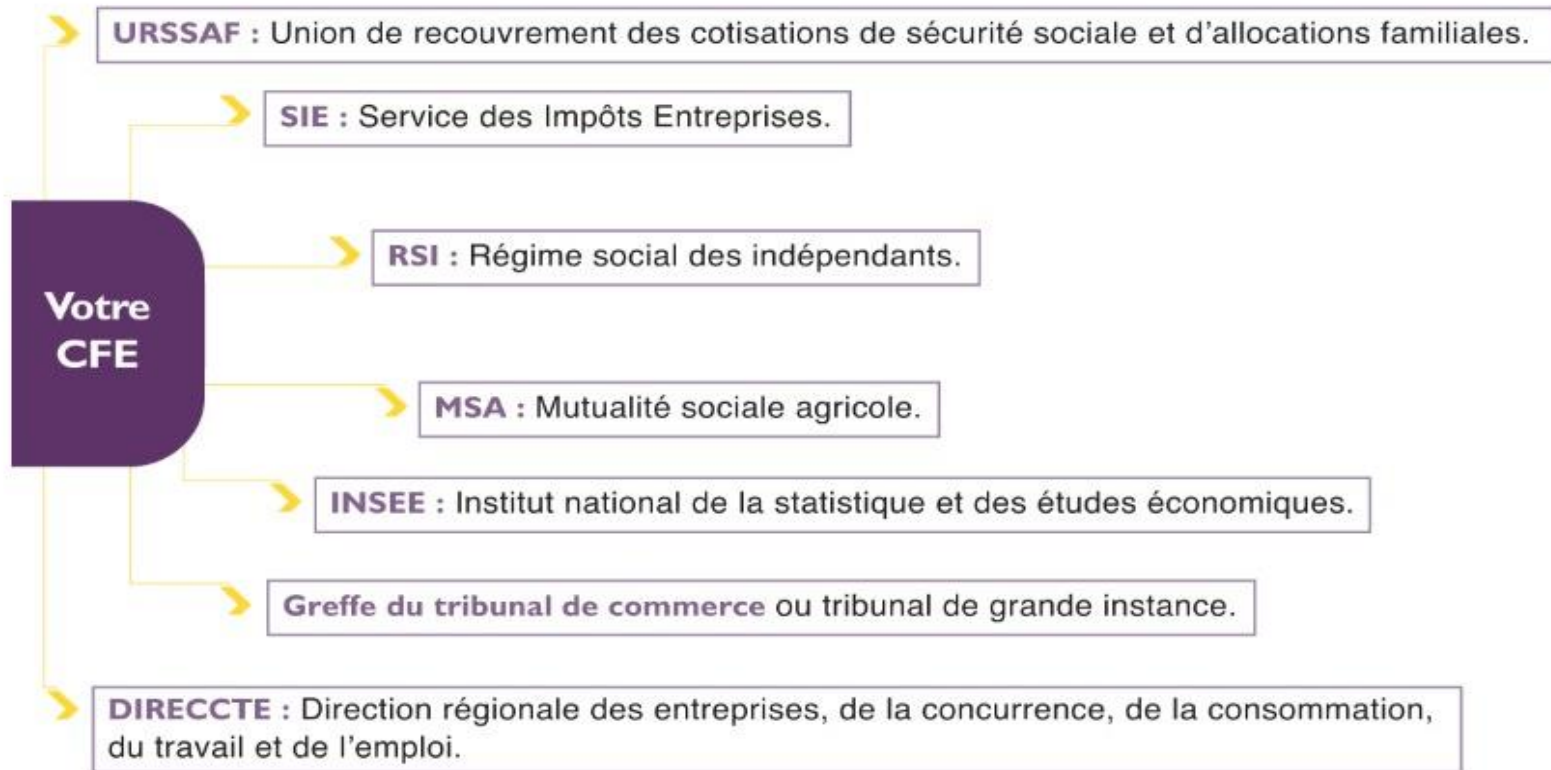 URSSAF : Union de recouvrement des cotisations de sécurité sociale et d'allocations familiales.
SIE : Service des Impôts Entreprises.
RSI : Régime social des indépendants.
Votre
CFE
MSA : Mutualité sociale agricole.
INSEE : Institut national de la statistique et des études économiques.
Greffe du tribunal de commerce ou tribunal de grande instance.
DIRECCTE : Direction régionale des entreprises, de la concurrence, de la consommation,
du travail et de l'emploi.